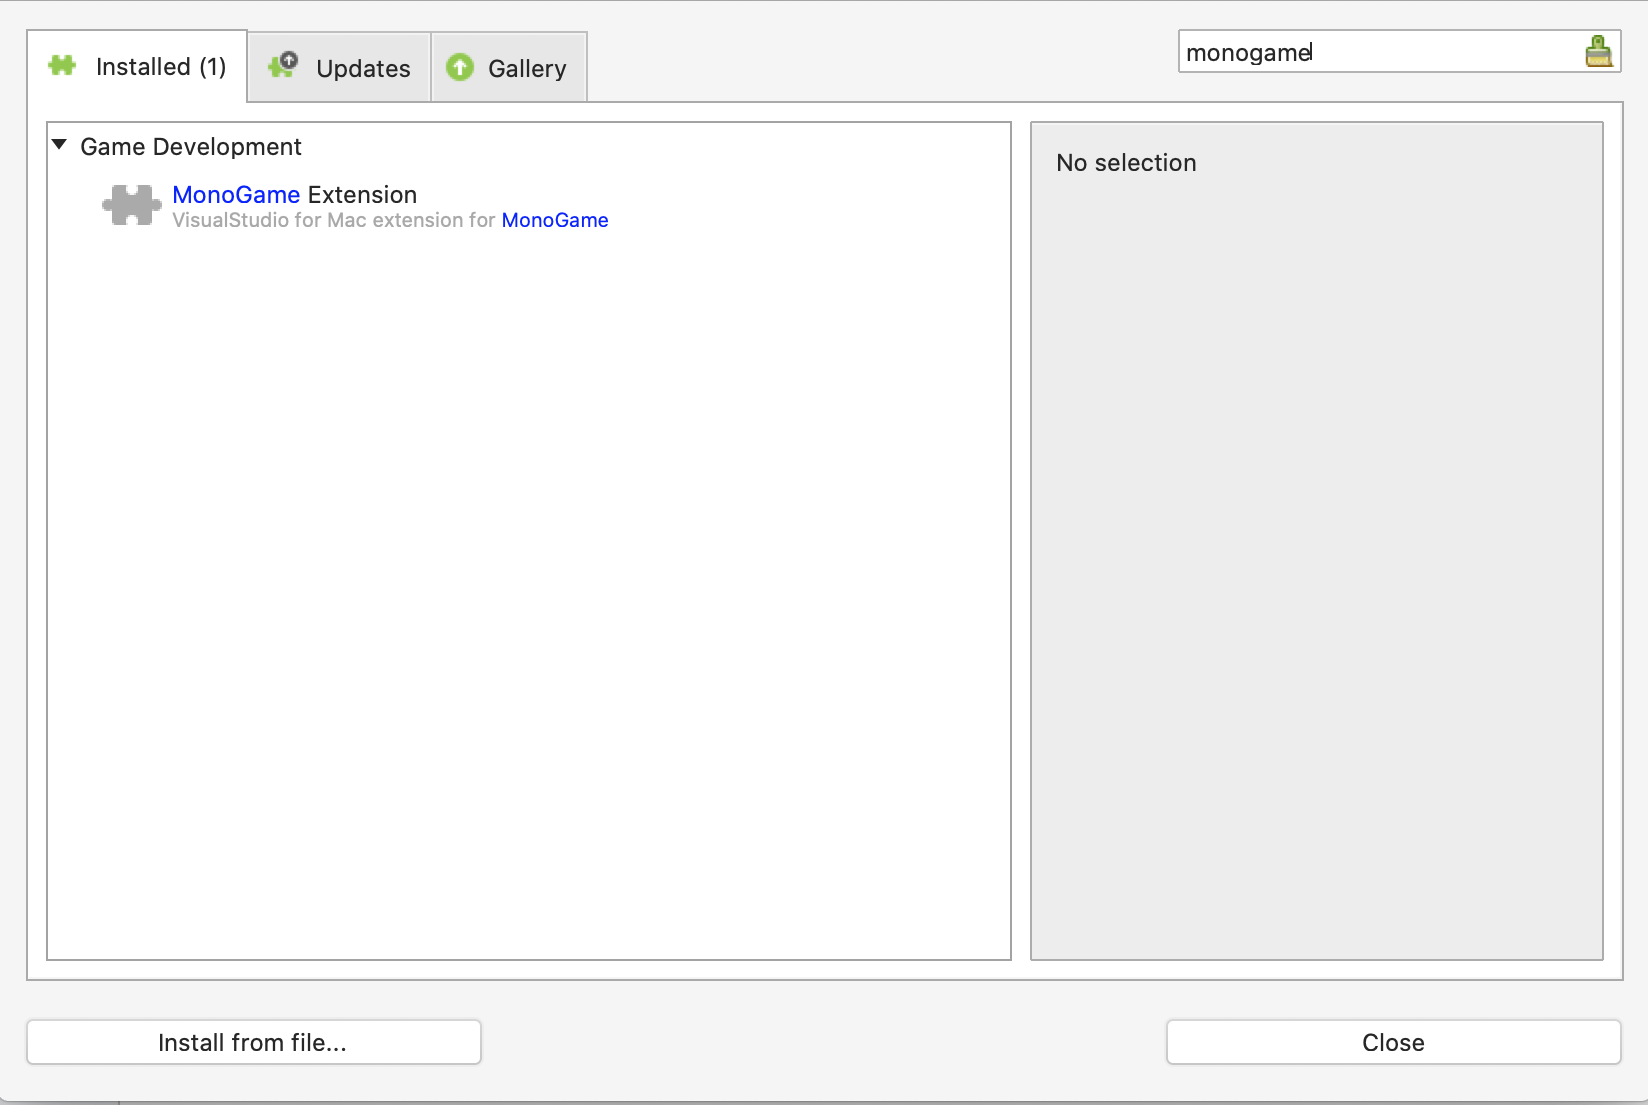 Installed (1)
Updates
Gallery
monogame
Game Development
MonoGame Extension
VisualStudio for Mac extension for MonoGame
No selection
Install from file...
Close